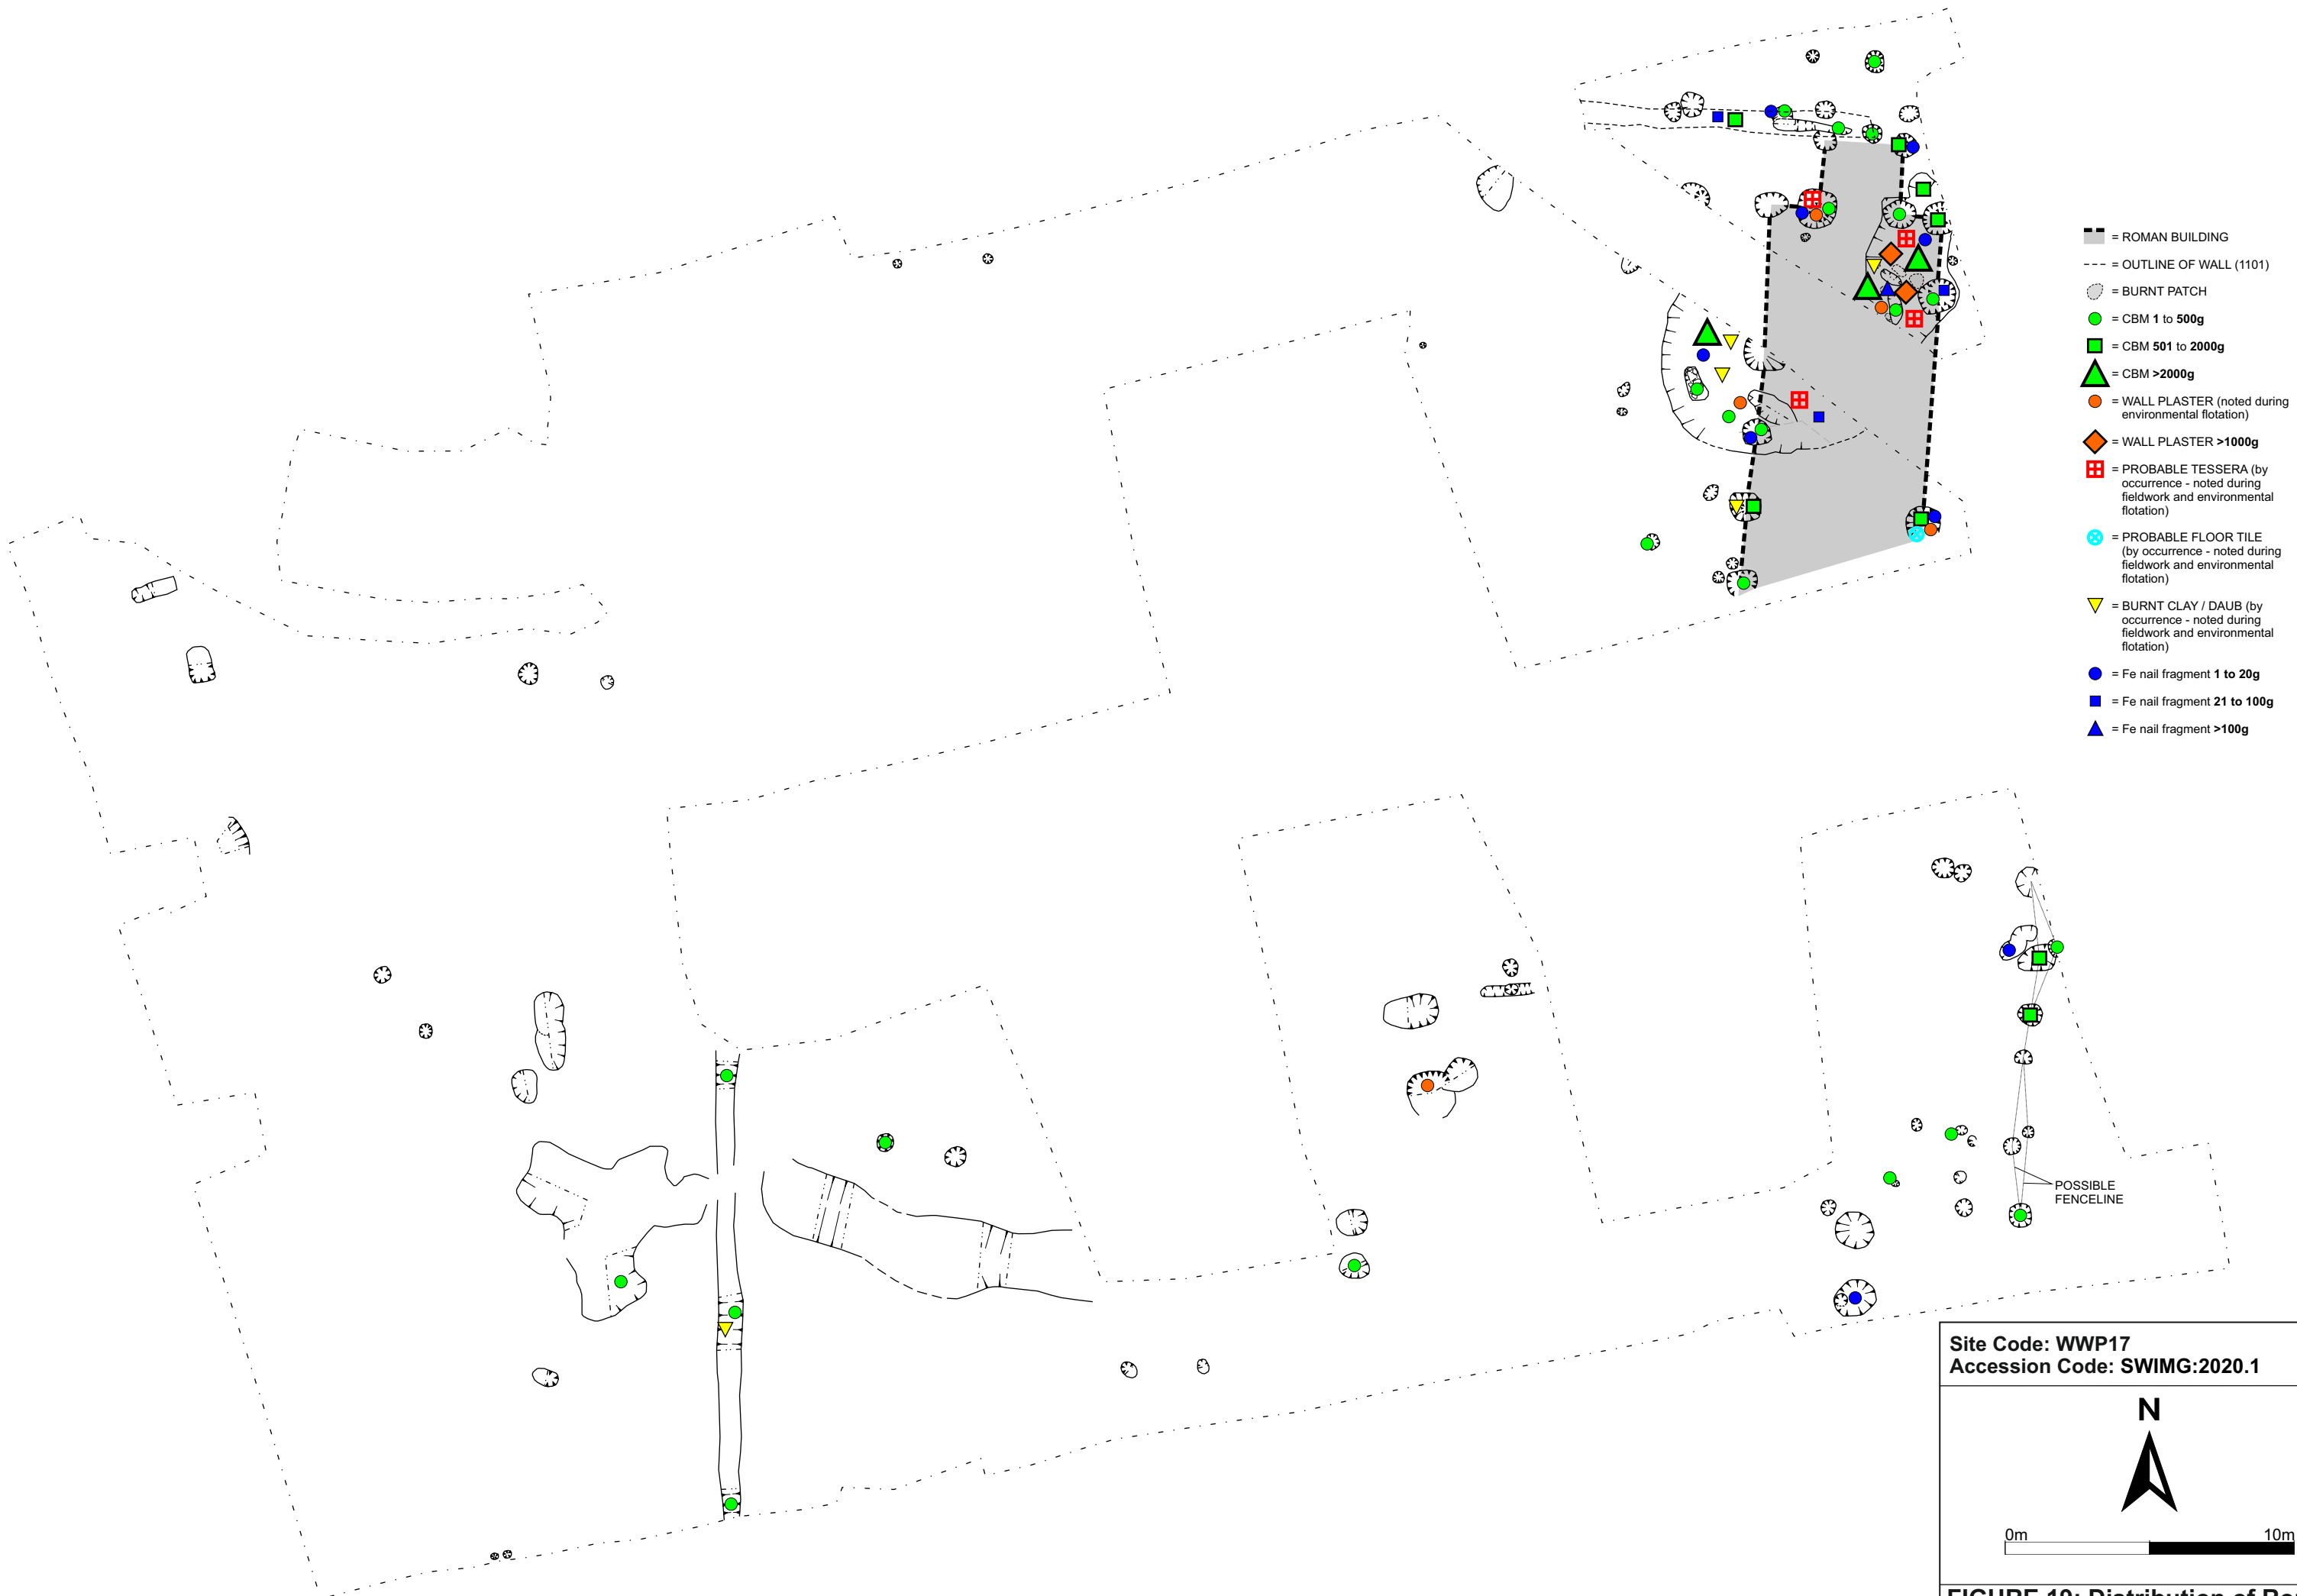 = ROMAN BUILDING
= OUTLINE OF WALL (1101)
= BURNT PATCH
= CBM 1 to 500g
= CBM 501 to 2000g
= CBM >2000g
= WALL PLASTER (noted during
environmental flotation)
= WALL PLASTER >1000g
= PROBABLE TESSERA (by
occurrence - noted during
fieldwork and environmental
flotation)
= PROBABLE FLOOR TILE
(by occurrence - noted during
fieldwork and environmental
flotation)
= BURNT CLAY / DAUB (by
occurrence - noted during
fieldwork and environmental
flotation)
= Fe nail fragment 1 to 20g
= Fe nail fragment 21 to 100g
= Fe nail fragment >100g
POSSIBLE
FENCELINE
Site Code: WWP17
Accession Code: SWIMG:2020.1
N
0m 10m
FIGURE 19: Distribution of